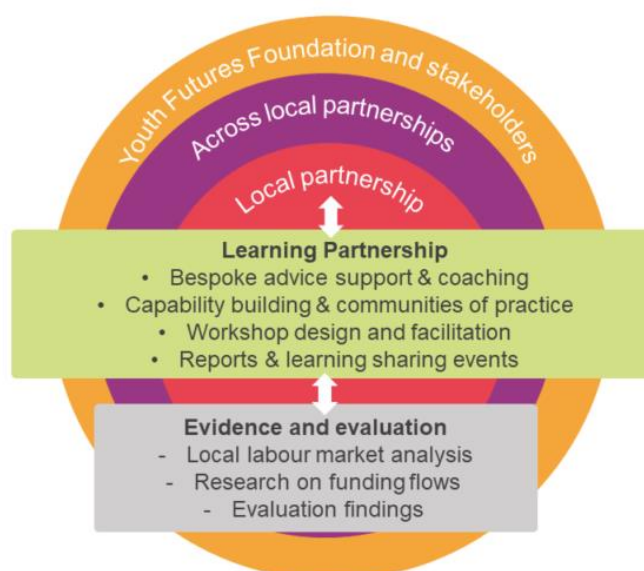 Youth Futures Foundation and stakeholders
Across local partnerships
Local partnership
Learning Partnership
• Bespoke advice support & coaching
• Capability building & communities of practice
• Workshop design and facilitation
• Reports & learning sharing events
Evidence and evaluation
- Local labour market analysis
- Research on funding flows
- Evaluation findings